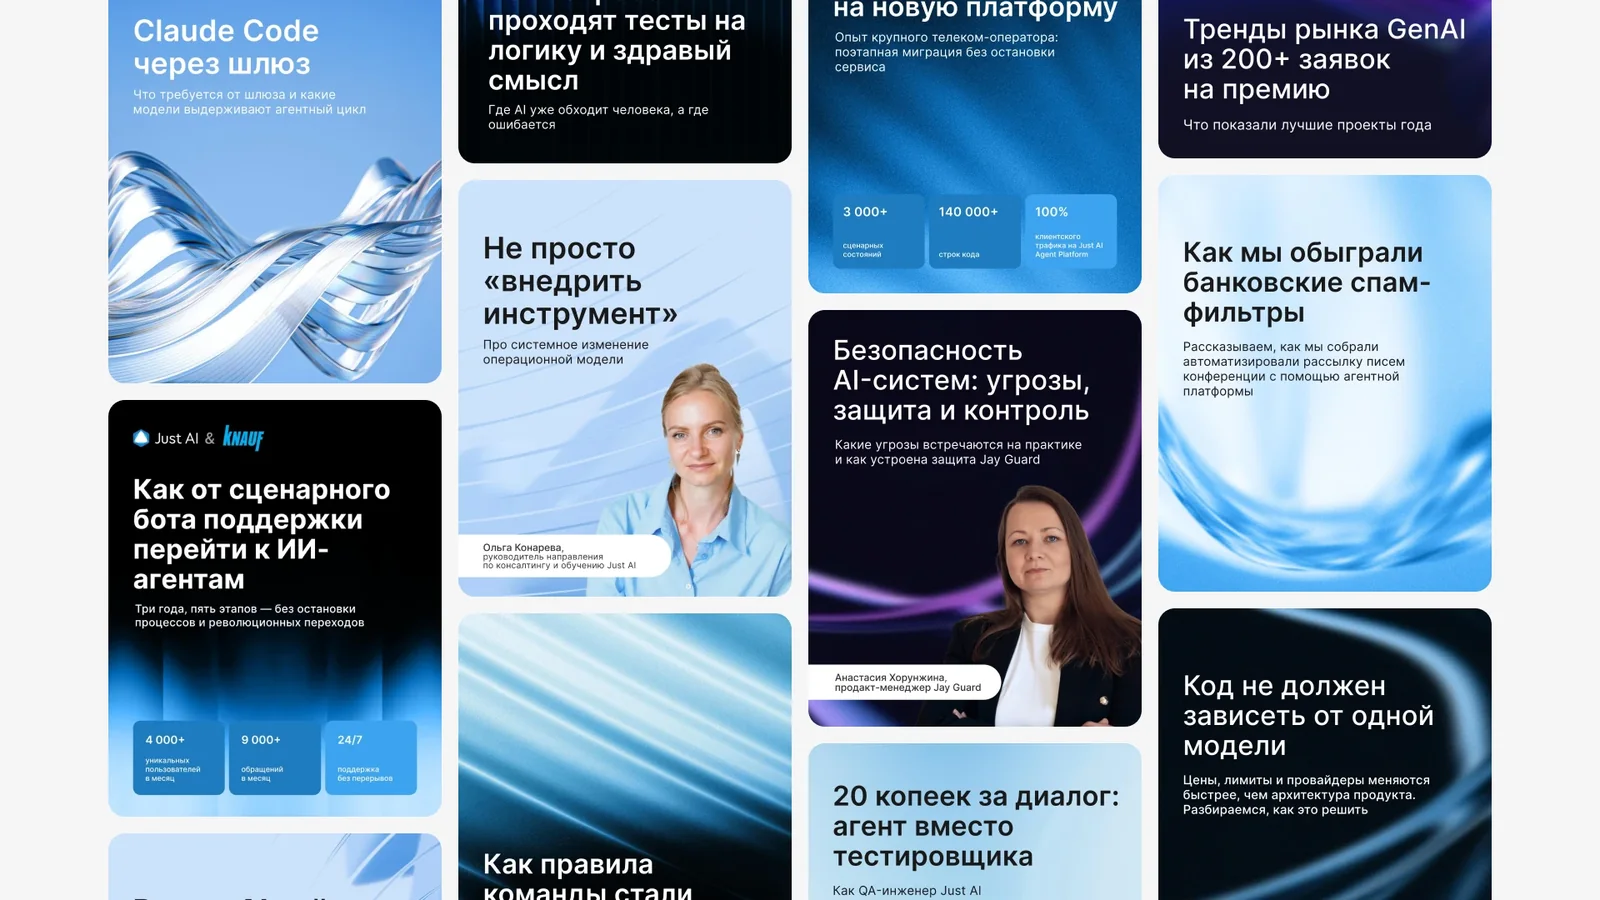 Claude Code
через шлюз
Что требуется от шлюза и какие
модели выдерживают агентный цикл
Just AI & KNAUF
Как от сценарного
бота поддержки
перейти к ИИ-
агентам
Три года, пять этапов — без остановки
процессов и революционных переходов
4 000+
уникальных
пользователей
в месяц
9 000+
обращений
в месяц
24/7
поддержка
без перерывов
проходят тесты на
логику и здравый
смысл
Где AI уже обходит человека, а где
ошибается
Не просто
«внедрить
инструмент»
Про системное изменение
операционной модели
Ольга Конарева,
руководитель направления
по консалтингу и обучению Just AI
Как правила
команды стали
на новую платформу
Опыт крупного телеком-оператора:
поэтапная миграция без остановки
сервиса
3 000+
сценарных
состояний
140 000+
строк кода
100%
клиентского
трафика на Just AI
Agent Platform
Безопасность
AI-систем: угрозы,
защита и контроль
Какие угрозы встречаются на практике
и как устроена защита Jay Guard
Анастасия Хорунжина,
продакт-менеджер Jay Guard
20 копеек за диалог:
агент вместо
тестировщика
Как QA-инженер Just AI
Тренды рынка GenAI
из 200+ заявок
на премию
Что показали лучшие проекты года
Как мы обыграли
банковские спам-
фильтры
Рассказываем, как мы собрали
автоматизировали рассылку писем
конференции с помощью агентной
платформы
Код не должен
зависеть от одной
модели
Цены, лимиты и провайдеры меняются
быстрее, чем архитектура продукта.
Разбираемся, как это решить